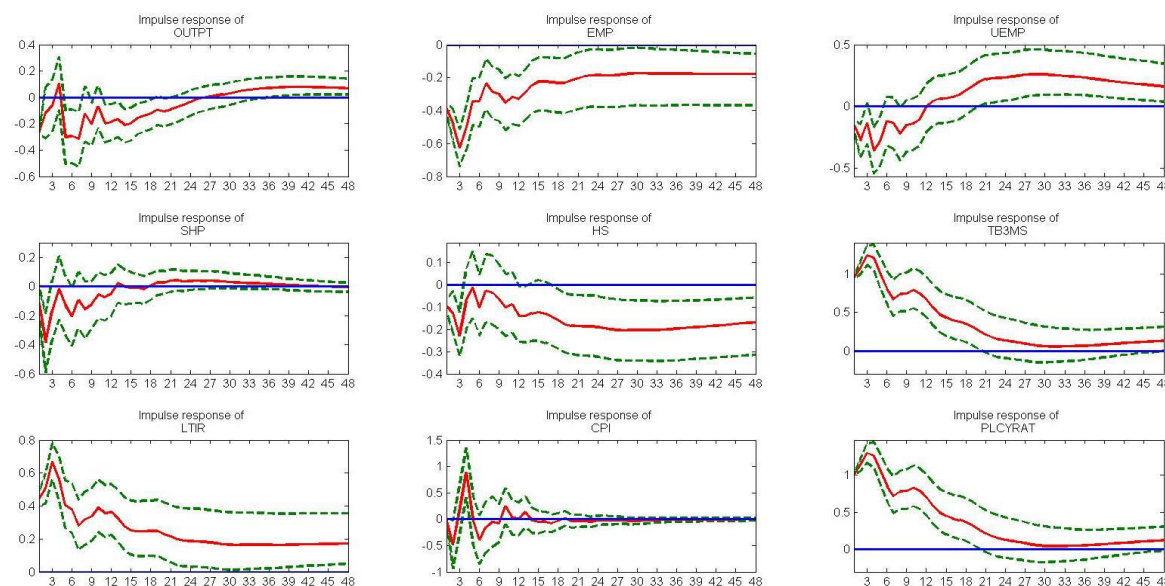 Impulse response of
OUTPT
0.4
0.2
0
-0.2
-0.4
-0.6
3 6 9 12 15 18 21 24 27 30 33 36 39 42 45 48
Impulse response of
EMP
0
-0.2
-0.4
-0.6
-0.8
3 6 9 12 15 18 21 24 27 30 33 36 39 42 45 48
Impulse response of
UEMP
0.5
0
-0.5
3 6 9 12 15 18 21 24 27 30 33 36 39 42 45 48
Impulse response of
SHP
0.4
0.2
0
-0.2
-0.4
-0.6
3 6 9 12 15 18 21 24 27 30 33 36 39 42 45 48
Impulse response of
HS
0.1
0
-0.1
-0.2
-0.3
-0.4
3 6 9 12 15 18 21 24 27 30 33 36 39 42 45 48
Impulse response of
TB3MS
1
0
3 6 9 12 15 18 21 24 27 30 33 36 39 42 45 48
Impulse response of
LTIR
0.8
0.6
0.4
0.2
0
3 6 9 12 15 18 21 24 27 30 33 36 39 42 45 48
Impulse response of
CPI
1.5
1
0.5
0
-0.5
-1
3 6 9 12 15 18 21 24 27 30 33 36 39 42 45 48
Impulse response of
PLCYRAT
1
0
3 6 9 12 15 18 21 24 27 30 33 36 39 42 45 48